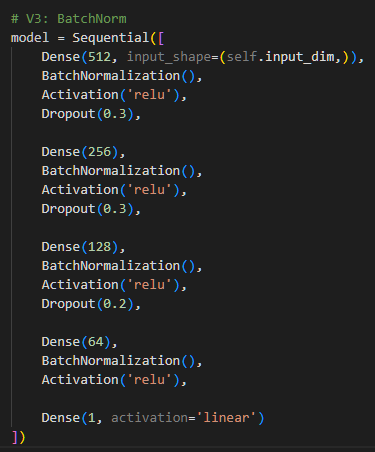 # V3: BatchNorm
model = Sequential([
    Dense(512, input_shape=(self.input_dim,)),
    BatchNormalization(),
    Activation('relu'),
    Dropout(0.3),

    Dense(256),
    BatchNormalization(),
    Activation('relu'),
    Dropout(0.3),

    Dense(128),
    BatchNormalization(),
    Activation('relu'),
    Dropout(0.2),

    Dense(64),
    BatchNormalization(),
    Activation('relu'),

    Dense(1, activation='linear')
])